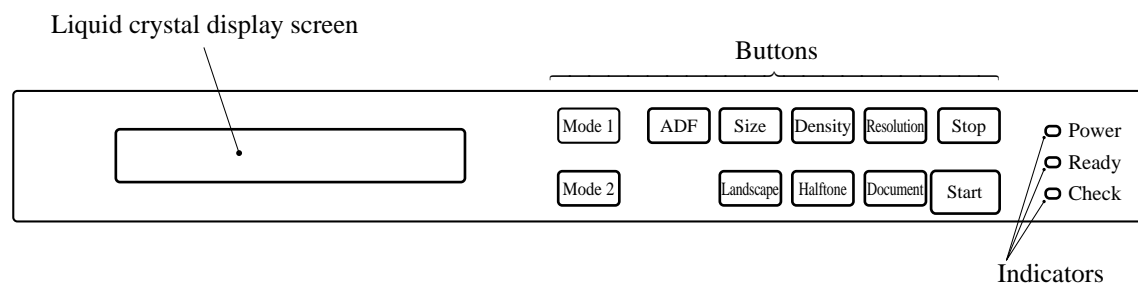 Liquid crystal display screen
Buttons
Mode 1 ADF Size Density Resolution Stop
Power
Ready
Mode 2 Landscape Halftone Document Start
Check
Indicators